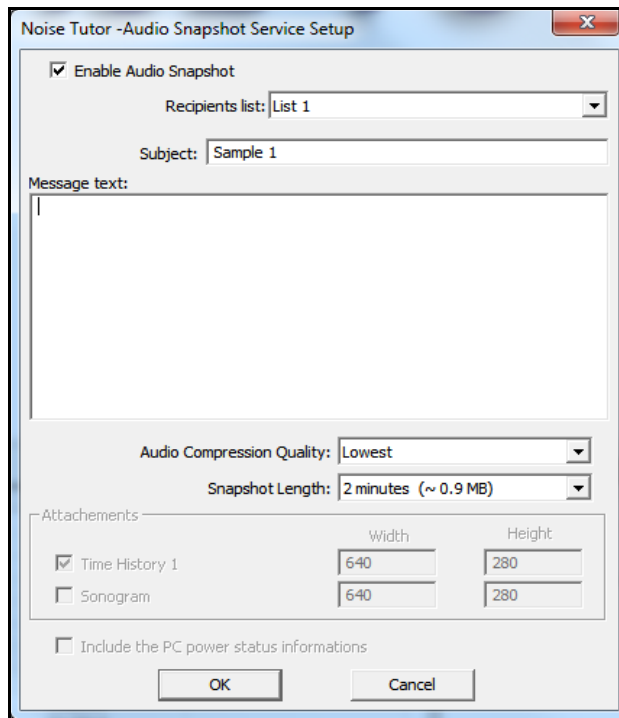 Noise Tutor -Audio Snapshot Service Setup
Enable Audio Snapshot
Recipients list: List 1
Subject: Sample 1
Message text:
Audio Compression Quality: Lowest
Snapshot Length: 2 minutes (~ 0.9 MB)
Attachements
Width Height
Time History 1 640 280
Sonogram 640 280
Include the PC power status informations
OK Cancel